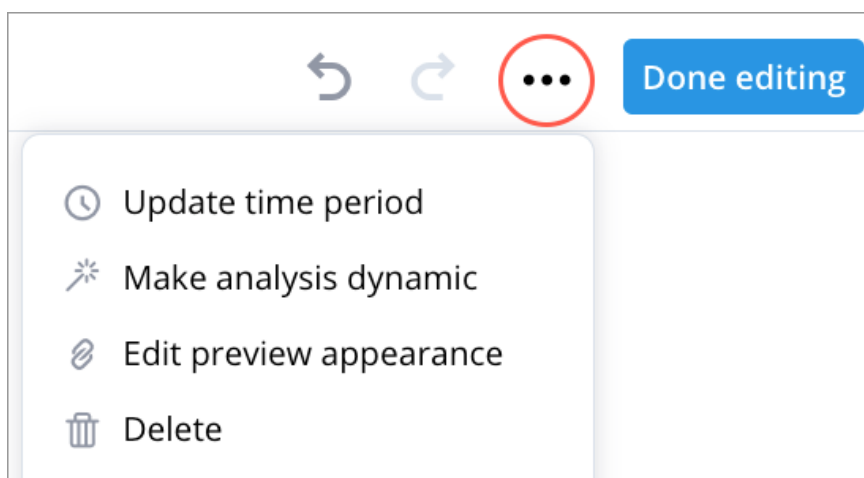 Done editing
Update time period
Make analysis dynamic
Edit preview appearance
Delete